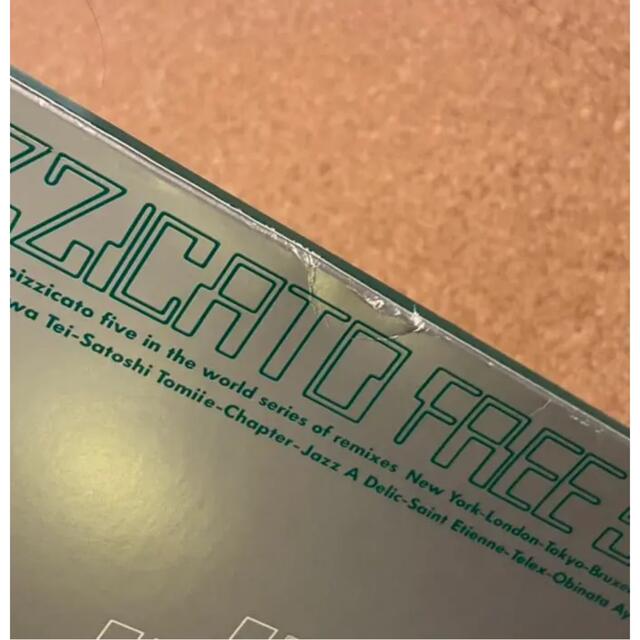 ZZICATO FREE S
pizzicato five in the world series of remixes New York-London-Tokyo-Bruxe
wa Tei-Satoshi Tomiie-Chapter-Jazz A Delic-Saint Etienne-Telex-Obinata Ay